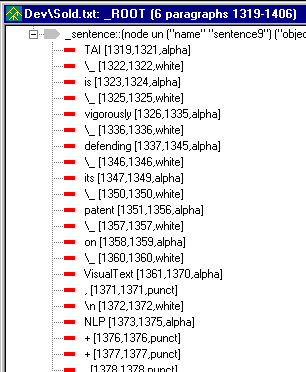 Dev\Sold.txt: _ROOT (6 paragraphs 1319-1406)
_sentence::(node un ("name" "sentence9") ("objec
TAI [1319,1321,alpha]
\_ [1322,1322,white]
is [1323,1324,alpha]
\_ [1325,1325,white]
vigorously [1326,1335,alpha]
\_ [1336,1336,white]
defending [1337,1345,alpha]
\_ [1346,1346,white]
its [1347,1349,alpha]
\_ [1350,1350,white]
patent [1351,1356,alpha]
\_ [1357,1357,white]
on [1358,1359,alpha]
\_ [1360,1360,white]
VisualText [1361,1370,alpha]
, [1371,1371,punct]
\n [1372,1372,white]
NLP [1373,1375,alpha]
+ [1376,1376,punct]
+ [1377,1377,punct]
[1378,1378,punct]